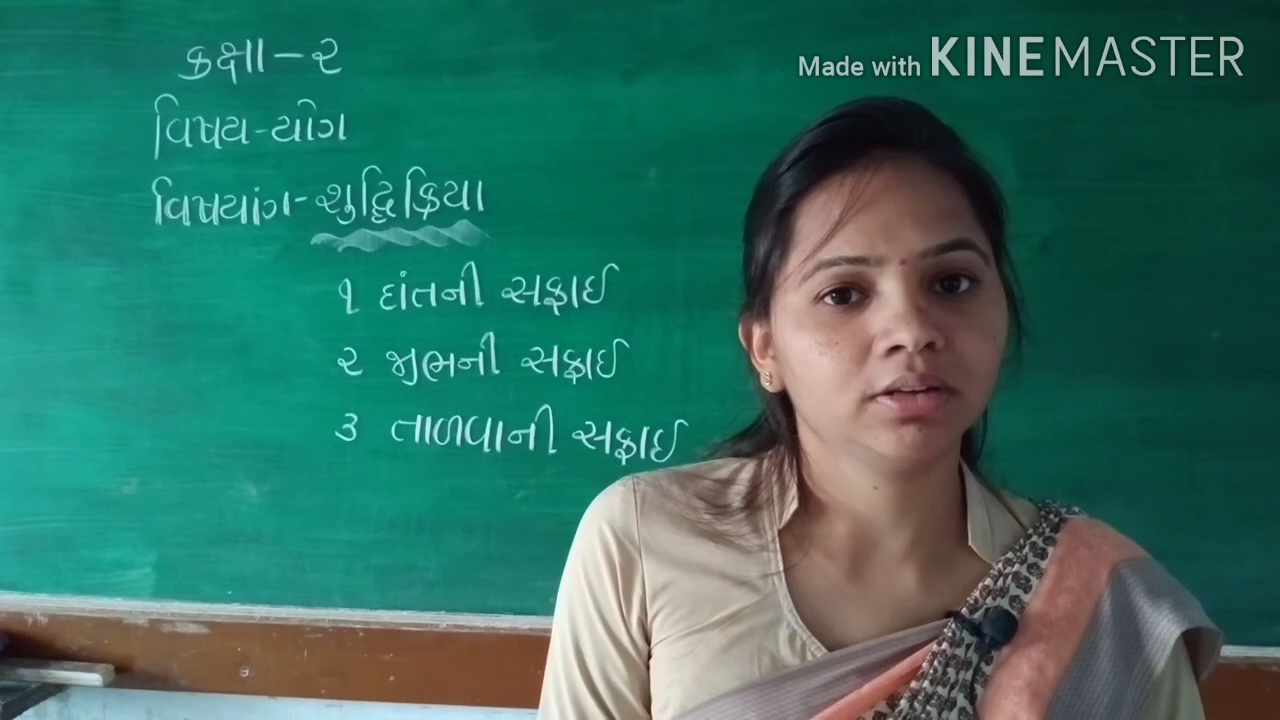 Made with KINEMASTER
કક્ષા - ૨
વિષય - યોગ
વિષયાંગ - શુદ્ધિક્રિયા
૧ દાંતની સફાઈ
૨ જીભની સફાઈ
૩ તાળવાની સફાઈ